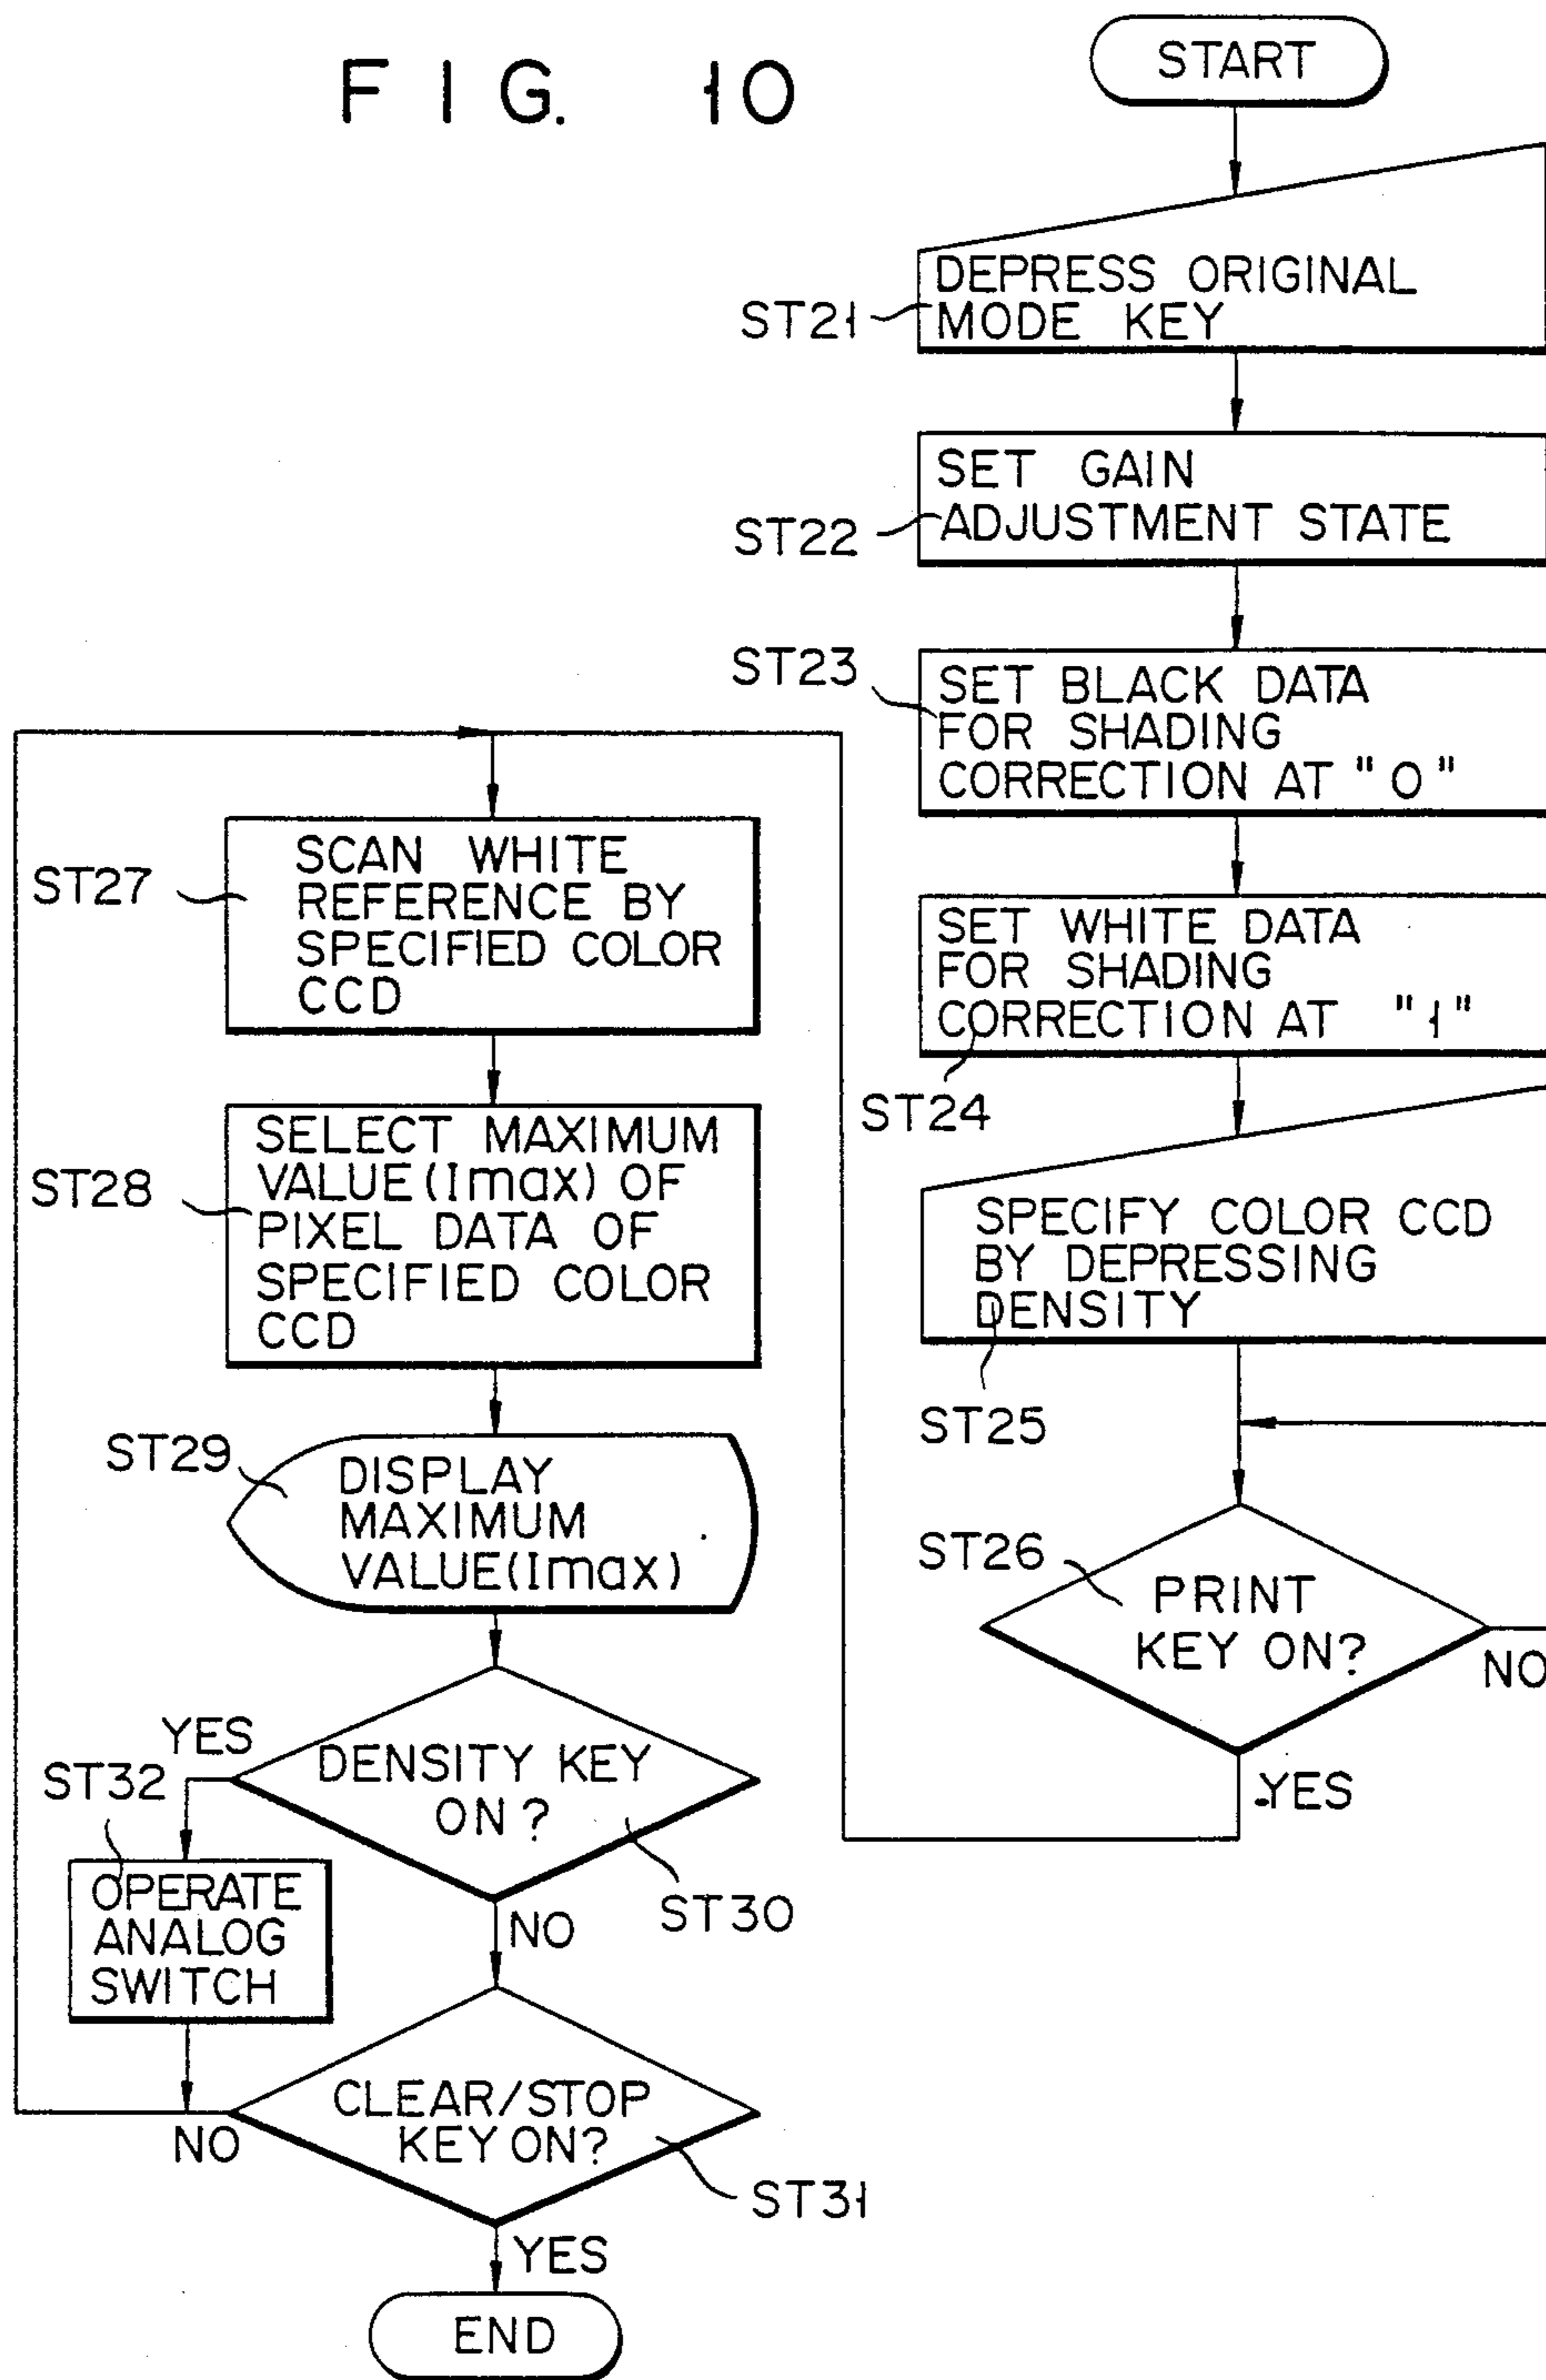 FIG. 10
START
DEPRESS ORIGINAL
MODE KEY
ST21
SET GAIN
ADJUSTMENT STATE
ST22
ST23
SET BLACK DATA
FOR SHADING
CORRECTION AT "0"
SET WHITE DATA
FOR SHADING
CORRECTION AT "1"
ST24
SPECIFY COLOR CCD
BY DEPRESSING
DENSITY
ST25
ST26
PRINT
KEY ON?
NO
YES
ST27
SCAN WHITE
REFERENCE BY
SPECIFIED COLOR
CCD
ST28
SELECT MAXIMUM
VALUE(Imax) OF
PIXEL DATA OF
SPECIFIED COLOR
CCD
ST29
DISPLAY
MAXIMUM
VALUE(Imax)
YES
DENSITY KEY
ON?
ST30
NO
ST32
OPERATE
ANALOG
SWITCH
CLEAR/STOP
KEY ON?
NO
ST31
YES
END